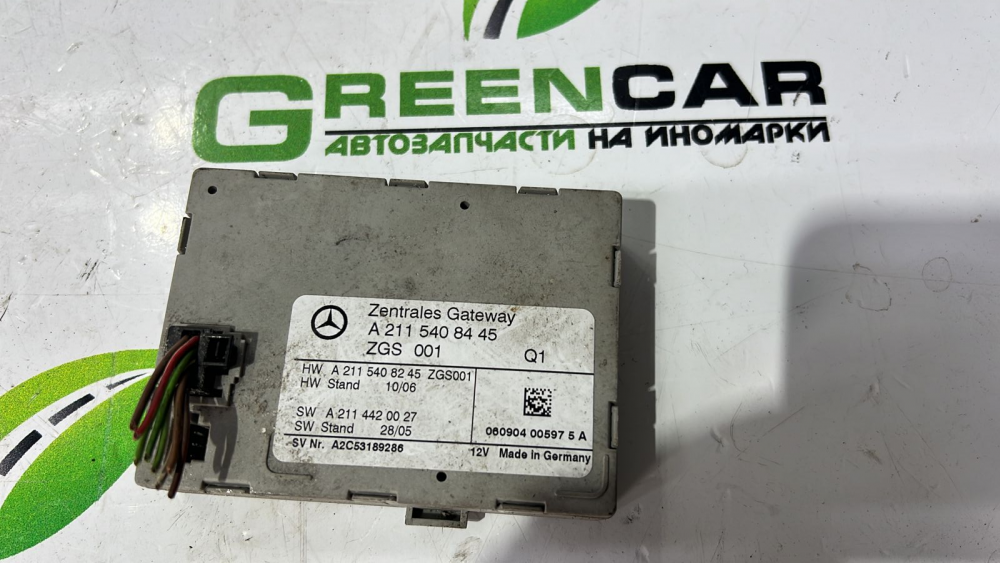 GREENCAR
АВТОЗАПЧАСТИ НА ИНОМАРКИ
Zentrales Gateway
A 211 540 84 45
ZGS 001 Q1
HW A 211 540 82 45 ZGS001
HW Stand 10/06
SW A 211 442 00 27
SW Stand 28/05
060904 00597 5 A
SV Nr. A2C53189286 12V Made in Germany